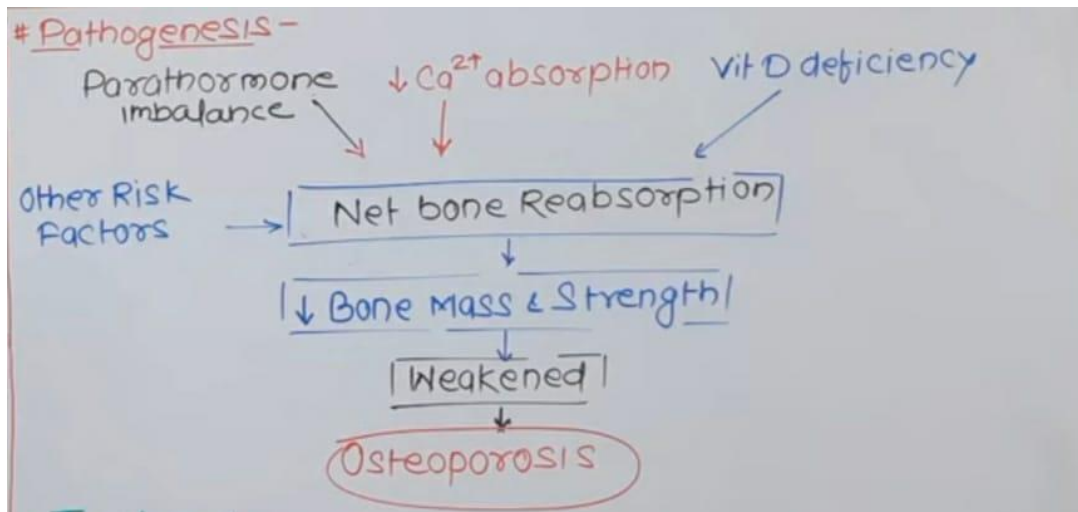 # Pathogenesis -
Parathormone
imbalance
↓ Ca²⁺ absorption
Vit D deficiency
Other Risk
Factors
Net bone Reabsorption
↓ Bone Mass & Strength
Weakened
Osteoporosis